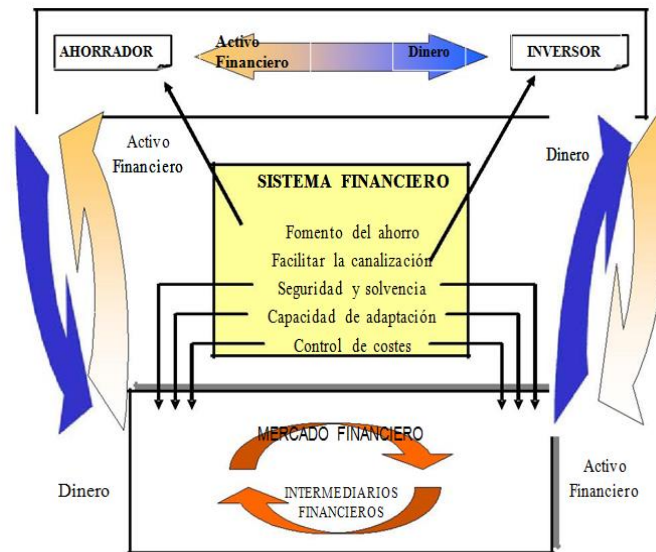 AHORRADOR
Activo
Financiero
Dinero
INVERSOR
Activo
Financiero
Dinero
SISTEMA FINANCIERO
Fomento del ahorro
Facilitar la canalización
Seguridad y solvencia
Capacidad de adaptación
Control de costes
MERCADO FINANCIERO
INTERMEDIARIOS
FINANCIEROS
Dinero
Activo
Financiero